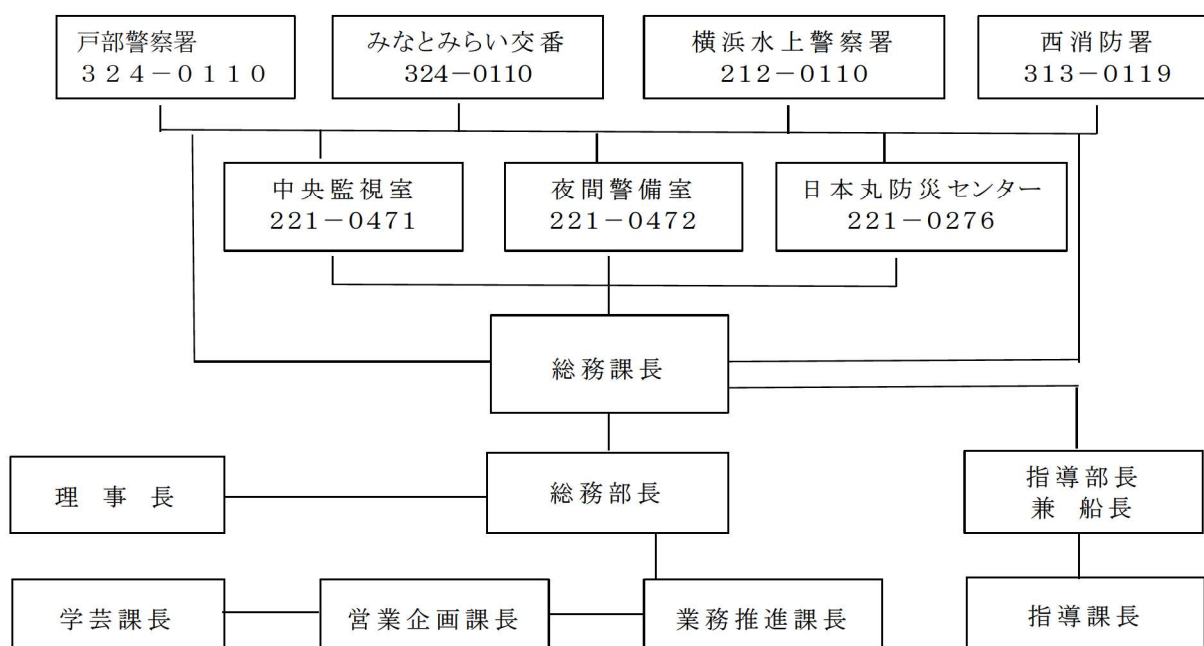 戸部警察署
３２４－０１１０
みなとみらい交番
324－0110
横浜水上警察署
212－0110
西消防署
313－0119
中央監視室
221－0471
夜間警備室
221－0472
日本丸防災センター
221－0276
総務課長
理　事　長
総務部長
指導部長
兼　船長
学芸課長
営業企画課長
業務推進課長
指導課長